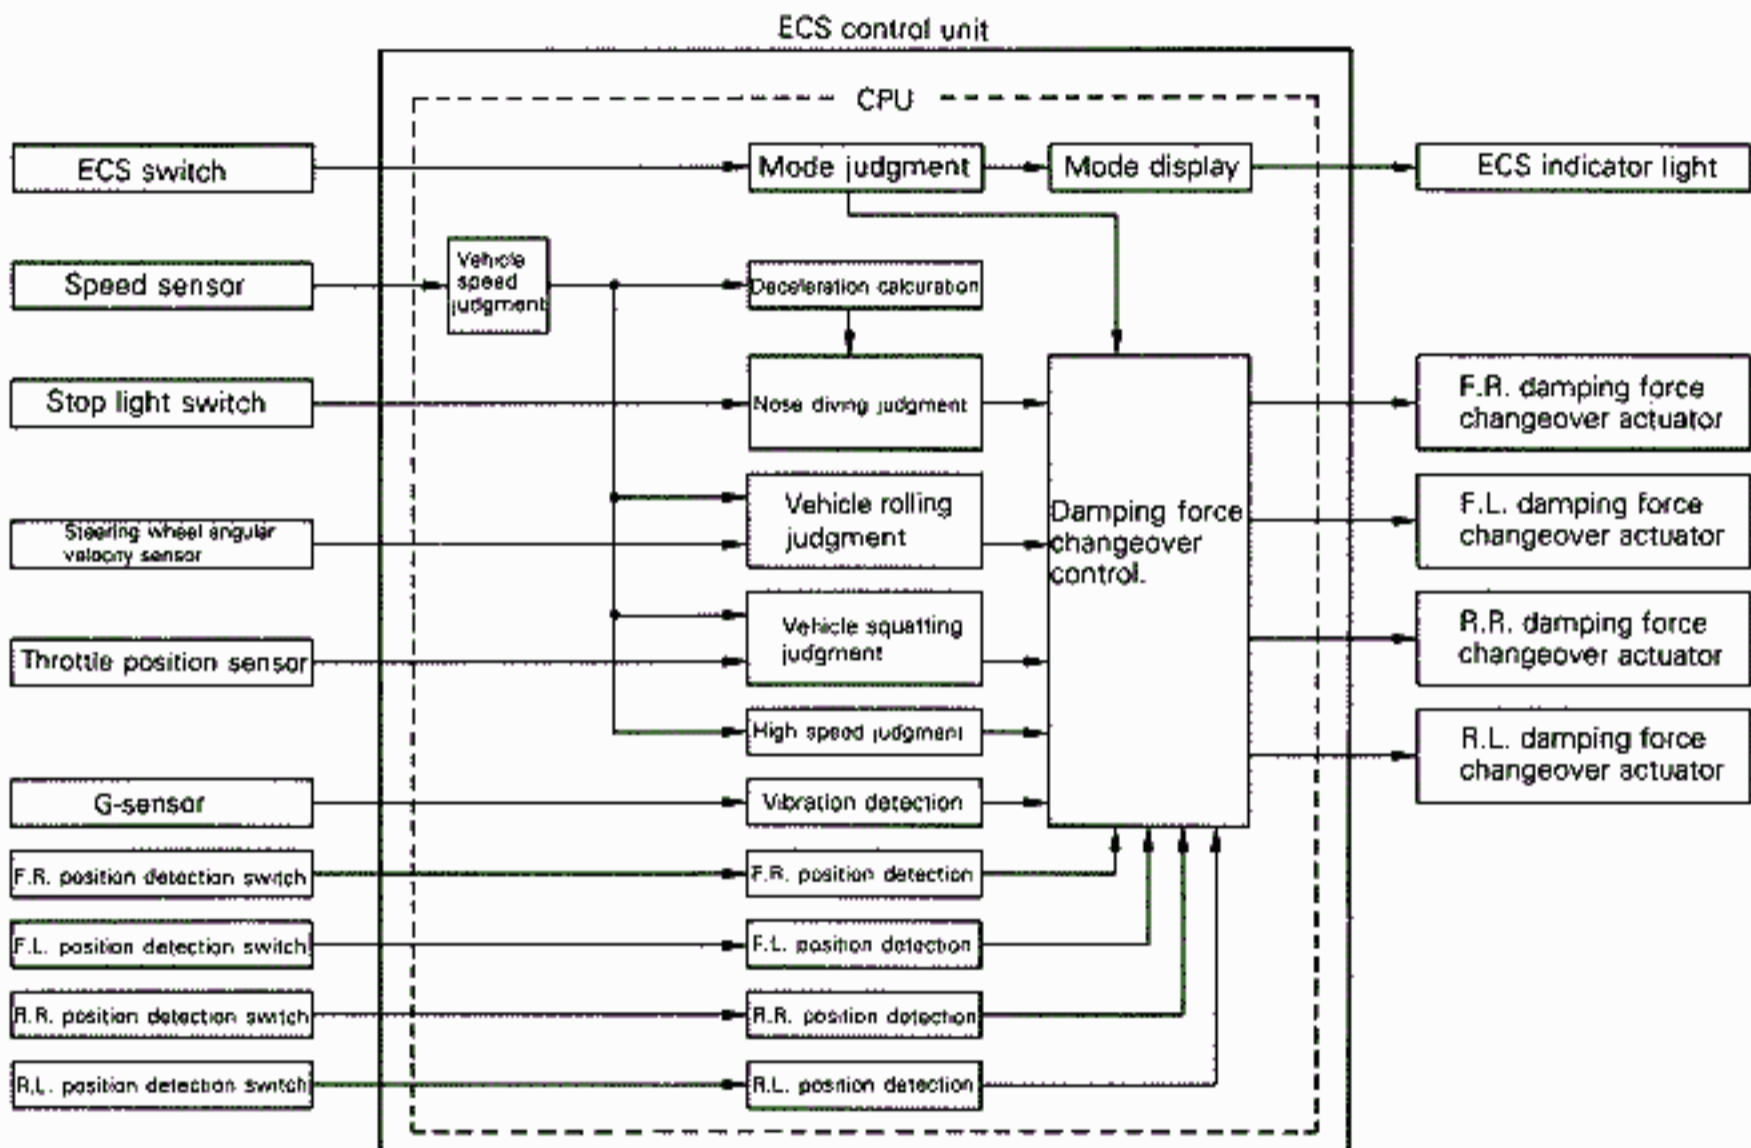 ECS control unit
CPU
ECS switch
Mode judgment
Mode display
ECS indicator light
Speed sensor
Vehicle
speed
judgment
Deceleration calcuration
Stop light switch
Nose diving judgment
F.R. damping force
changeover actuator
Steering wheel angular
velocity sensor
Vehicle rolling
judgment
Damping force
changeover
control.
F.L. damping force
changeover actuator
Throttle position sensor
Vehicle squatting
judgment
R.R. damping force
changeover actuator
High speed judgment
R.L. damping force
changeover actuator
G-sensor
Vibration detection
F.R. position detection switch
F.R. position detection
F.L. position detection switch
F.L. position detection
R.R. position detection switch
R.R. position detection
R.L. position detection switch
R.L. position detection